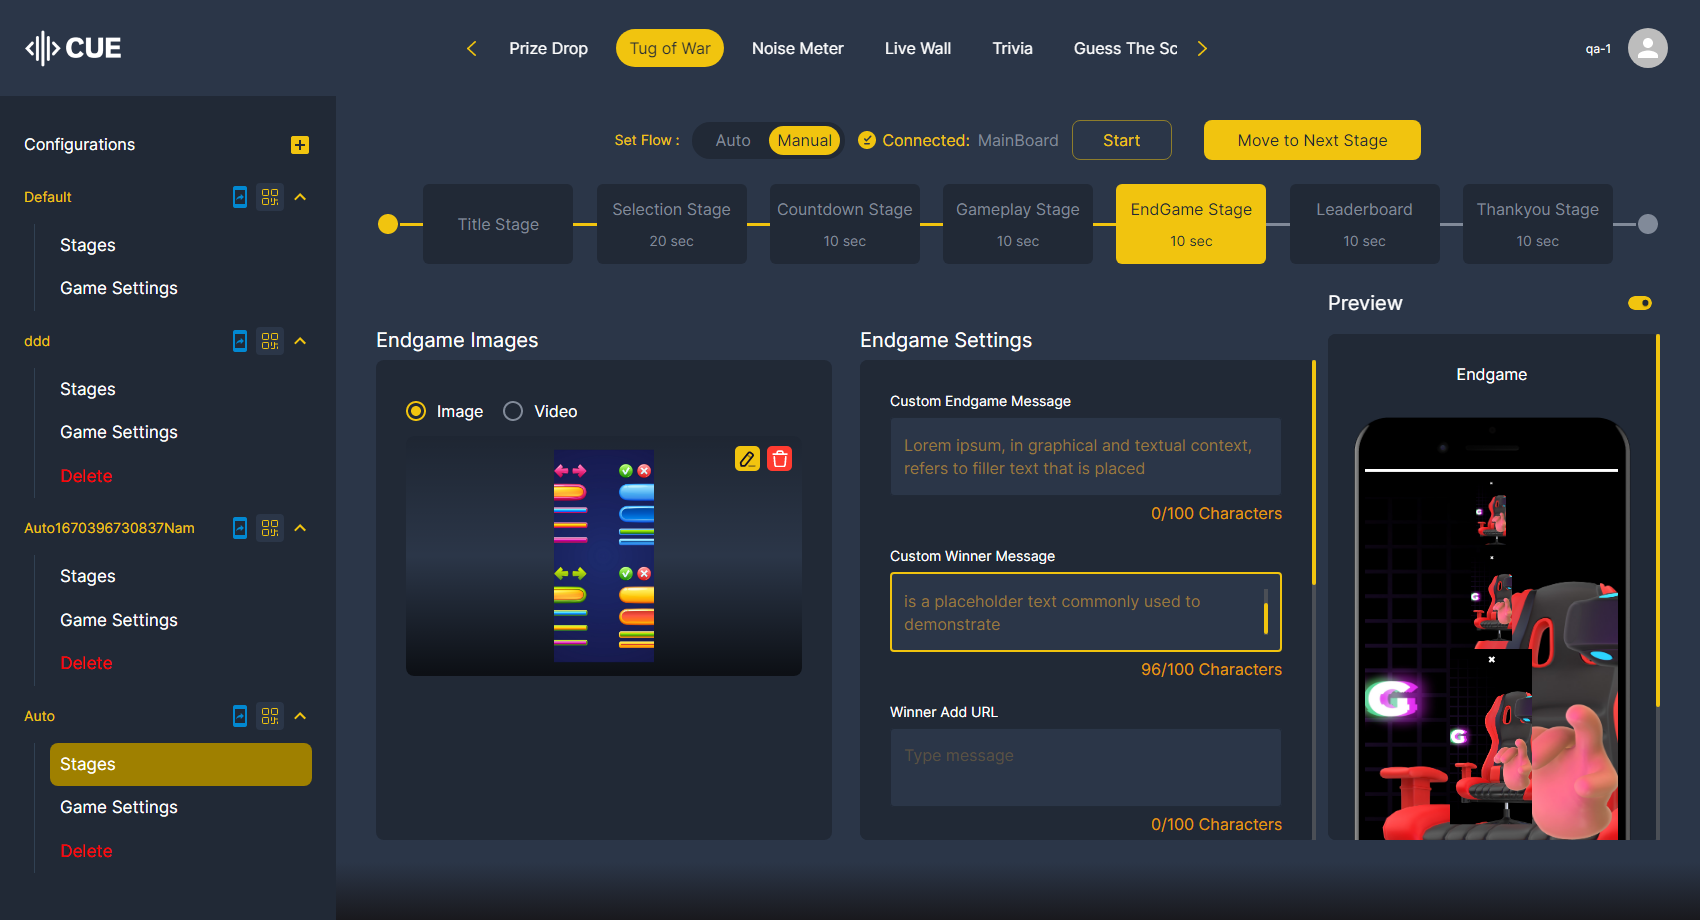 CUE
Prize Drop
Tug of War
Noise Meter
Live Wall
Trivia
Guess The Sc
qa-1
Configurations
Default
Stages
Game Settings
ddd
Stages
Game Settings
Delete
Auto1670396730837Nam
Stages
Game Settings
Delete
Auto
Stages
Game Settings
Delete
Set Flow :
Auto
Manual
Connected: MainBoard
Start
Move to Next Stage
Title Stage
Selection Stage
20 sec
Countdown Stage
10 sec
Gameplay Stage
10 sec
EndGame Stage
10 sec
Leaderboard
10 sec
Thankyou Stage
10 sec
Endgame Images
Image
Video
Endgame Settings
Custom Endgame Message
Lorem ipsum, in graphical and textual context,
refers to filler text that is placed
0/100 Characters
Custom Winner Message
is a placeholder text commonly used to
demonstrate
96/100 Characters
Winner Add URL
Type message
0/100 Characters
Preview
Endgame
G
G
G
G